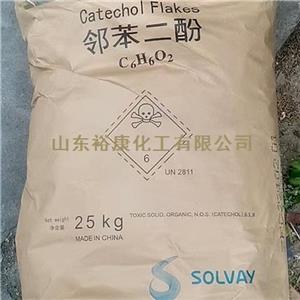 Catechol Flakes
邻苯二酚
C6H6O2
山东裕康化工有限公司
6
UN 2811
TOXIC SOLID, ORGANIC, N.O.S. (CATECHOL),6.1,III
Net weight
净含量
25 kg
MADE IN CHINA
SOLVAY